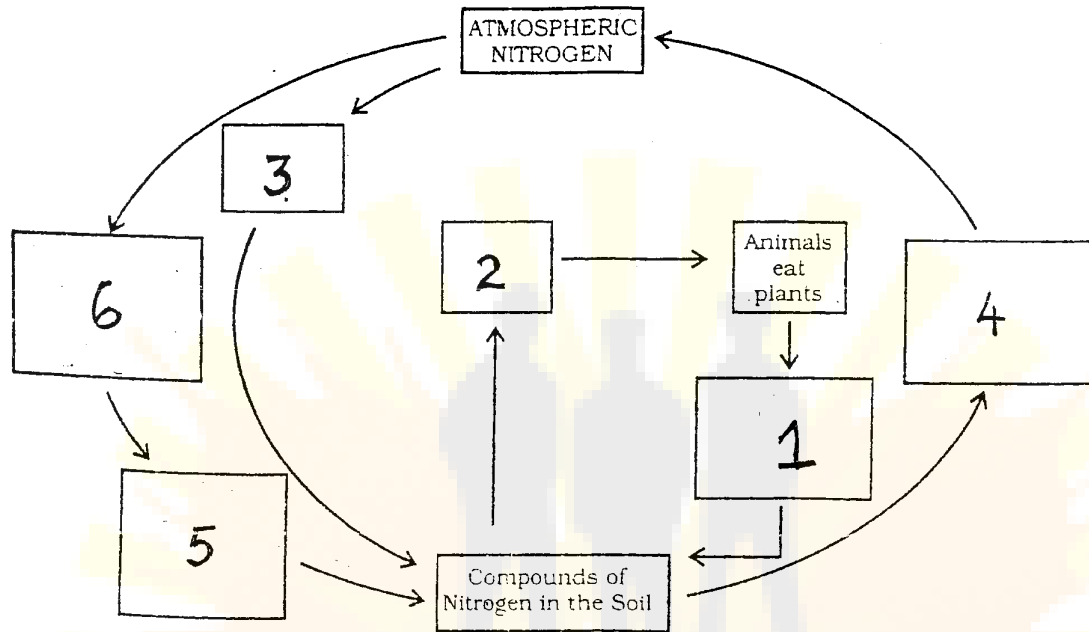 ATMOSPHERIC
NITROGEN
3
6
2
Animals
eat
plants
4
1
5
Compounds of
Nitrogen in the Soil